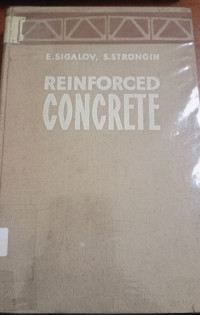 E. SIGALOV, S. STRONGIN
REINFORCED
CONCRETE